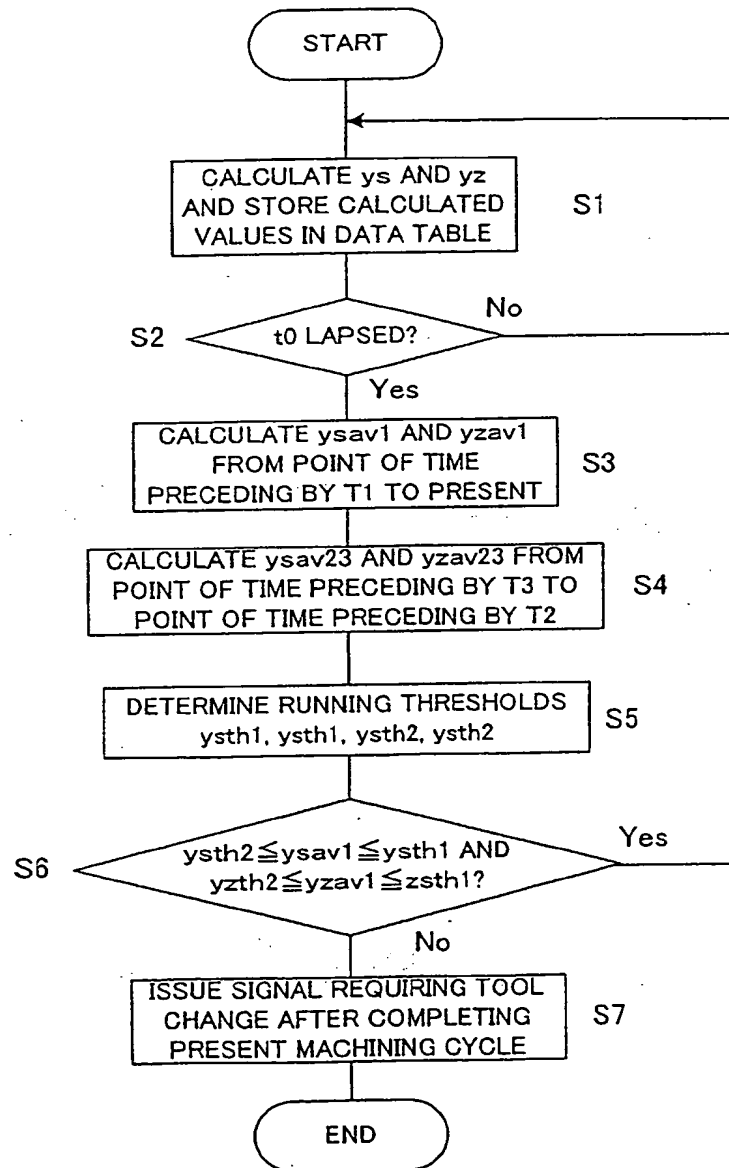 START
CALCULATE ys AND yz
AND STORE CALCULATED
VALUES IN DATA TABLE
S1
No
S2
t0 LAPSED?
Yes
CALCULATE ysav1 AND yzav1
FROM POINT OF TIME
PRECEDING BY T1 TO PRESENT
S3
CALCULATE ysav23 AND yzav23 FROM
POINT OF TIME PRECEDING BY T3 TO
POINT OF TIME PRECEDING BY T2
S4
DETERMINE RUNNING THRESHOLDS
ysth1, ysth1, ysth2, ysth2
S5
S6
ysth2≦ysav1≦ysth1 AND
yzth2≦yzav1≦zsth1?
Yes
No
ISSUE SIGNAL REQUIRING TOOL
CHANGE AFTER COMPLETING
PRESENT MACHINING CYCLE
S7
END